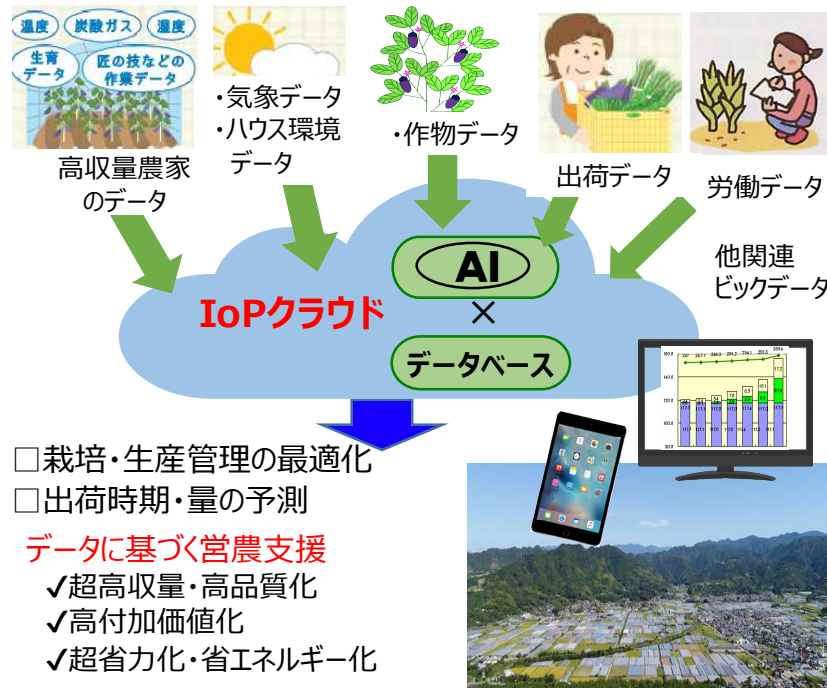 温度 炭酸ガス 湿度
生育
データ
匠の技などの
作業データ
高収量農家
のデータ
・気象データ
・ハウス環境
データ
・作物データ
出荷データ
労働データ
他関連
ビックデータ
IoPクラウド
AI
×
データベース
□栽培・生産管理の最適化
□出荷時期・量の予測
データに基づく営農支援
✓超高収量・高品質化
✓高付加価値化
✓超省力化・省エネルギー化